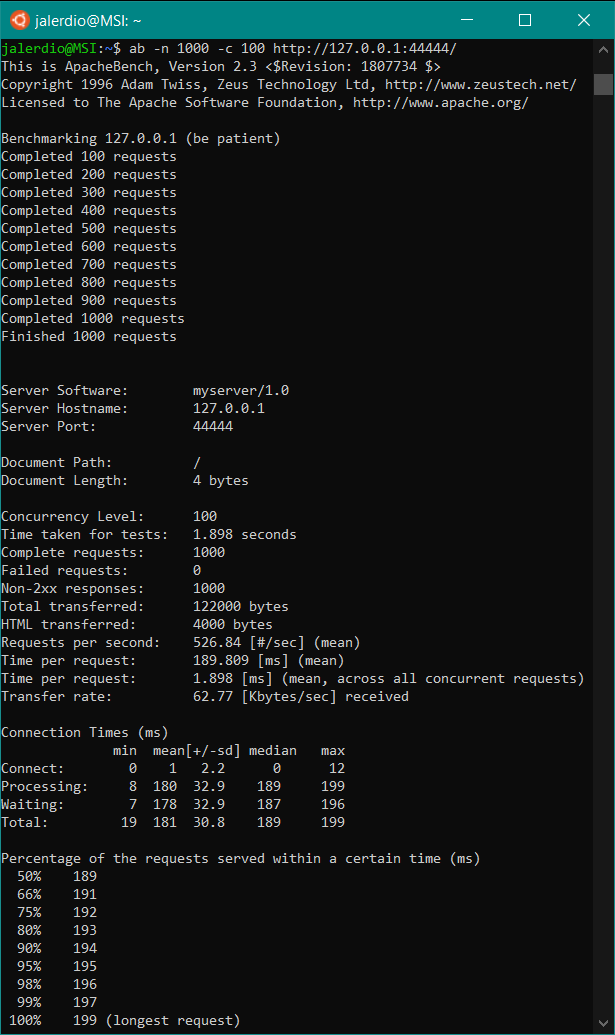 jalerdio@MSI: ~
jalerdio@MSI:~$ ab -n 1000 -c 100 http://127.0.0.1:44444/
This is ApacheBench, Version 2.3 <$Revision: 1807734 $>
Copyright 1996 Adam Twiss, Zeus Technology Ltd, http://www.zeustech.net/
Licensed to The Apache Software Foundation, http://www.apache.org/

Benchmarking 127.0.0.1 (be patient)
Completed 100 requests
Completed 200 requests
Completed 300 requests
Completed 400 requests
Completed 500 requests
Completed 600 requests
Completed 700 requests
Completed 800 requests
Completed 900 requests
Completed 1000 requests
Finished 1000 requests


Server Software:        myserver/1.0
Server Hostname:        127.0.0.1
Server Port:            44444

Document Path:          /
Document Length:        4 bytes

Concurrency Level:      100
Time taken for tests:   1.898 seconds
Complete requests:      1000
Failed requests:        0
Non-2xx responses:      1000
Total transferred:      122000 bytes
HTML transferred:       4000 bytes
Requests per second:    526.84 [#/sec] (mean)
Time per request:       189.809 [ms] (mean)
Time per request:       1.898 [ms] (mean, across all concurrent requests)
Transfer rate:          62.77 [Kbytes/sec] received

Connection Times (ms)
              min  mean[+/-sd] median   max
Connect:        0    1   2.2      0      12
Processing:     8  180  32.9    189     199
Waiting:        7  178  32.9    187     196
Total:         19  181  30.8    189     199

Percentage of the requests served within a certain time (ms)
  50%    189
  66%    191
  75%    192
  80%    193
  90%    194
  95%    195
  98%    196
  99%    197
 100%    199 (longest request)